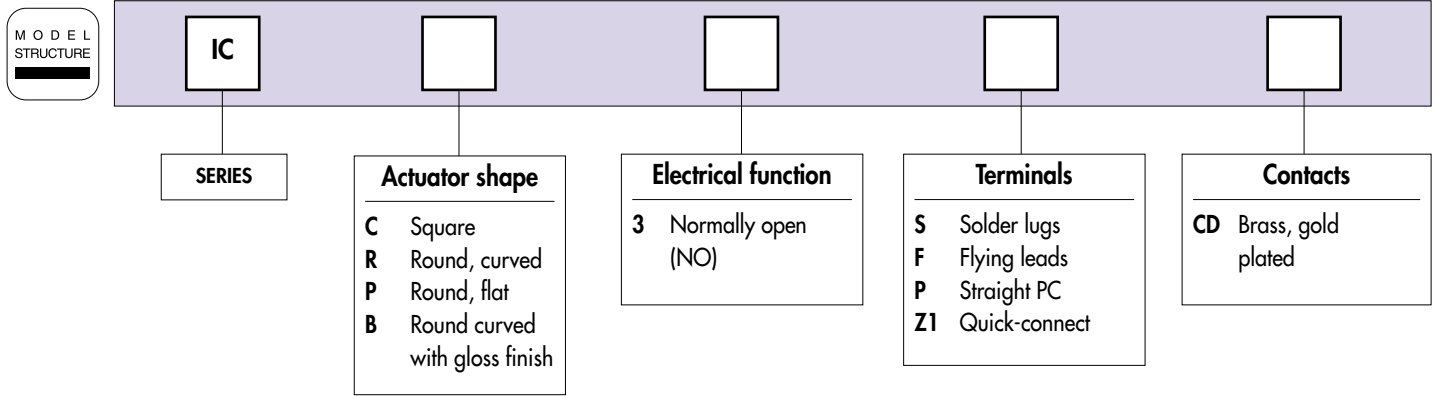 MODEL
STRUCTURE
IC
SERIES
Actuator shape
C Square
R Round, curved
P Round, flat
B Round curved
with gloss finish
Electrical function
3 Normally open
(NO)
Terminals
S Solder lugs
F Flying leads
P Straight PC
Z1 Quick-connect
Contacts
CD Brass, gold
plated